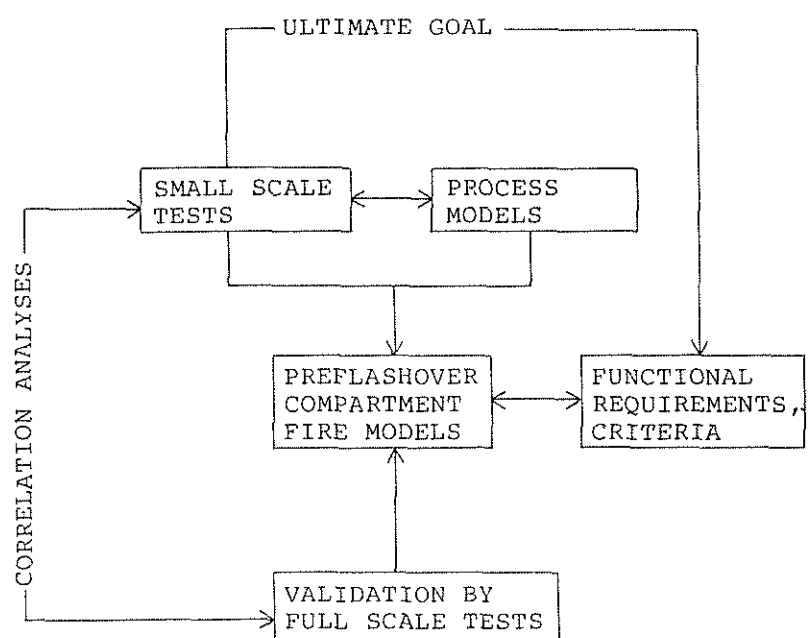 ULTIMATE GOAL
SMALL SCALE
TESTS
PROCESS
MODELS
CORRELATION ANALYSES
PREFLASHOVER
COMPARTMENT
FIRE MODELS
FUNCTIONAL
REQUIREMENTS,
CRITERIA
VALIDATION BY
FULL SCALE TESTS